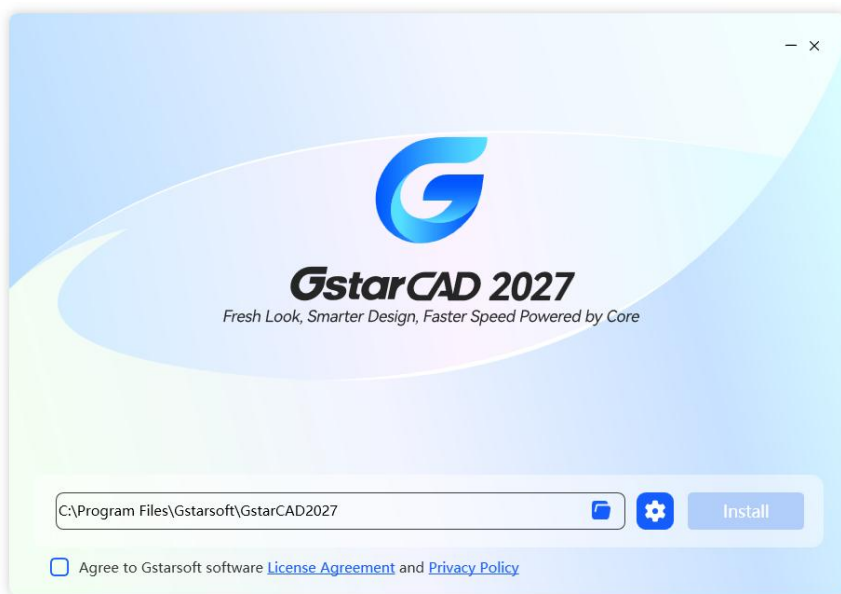 GstarCAD 2027
Fresh Look, Smarter Design, Faster Speed Powered by Core
C:\Program Files\Gstarsoft\GstarCAD2027
Install
Agree to Gstarsoft software License Agreement and Privacy Policy